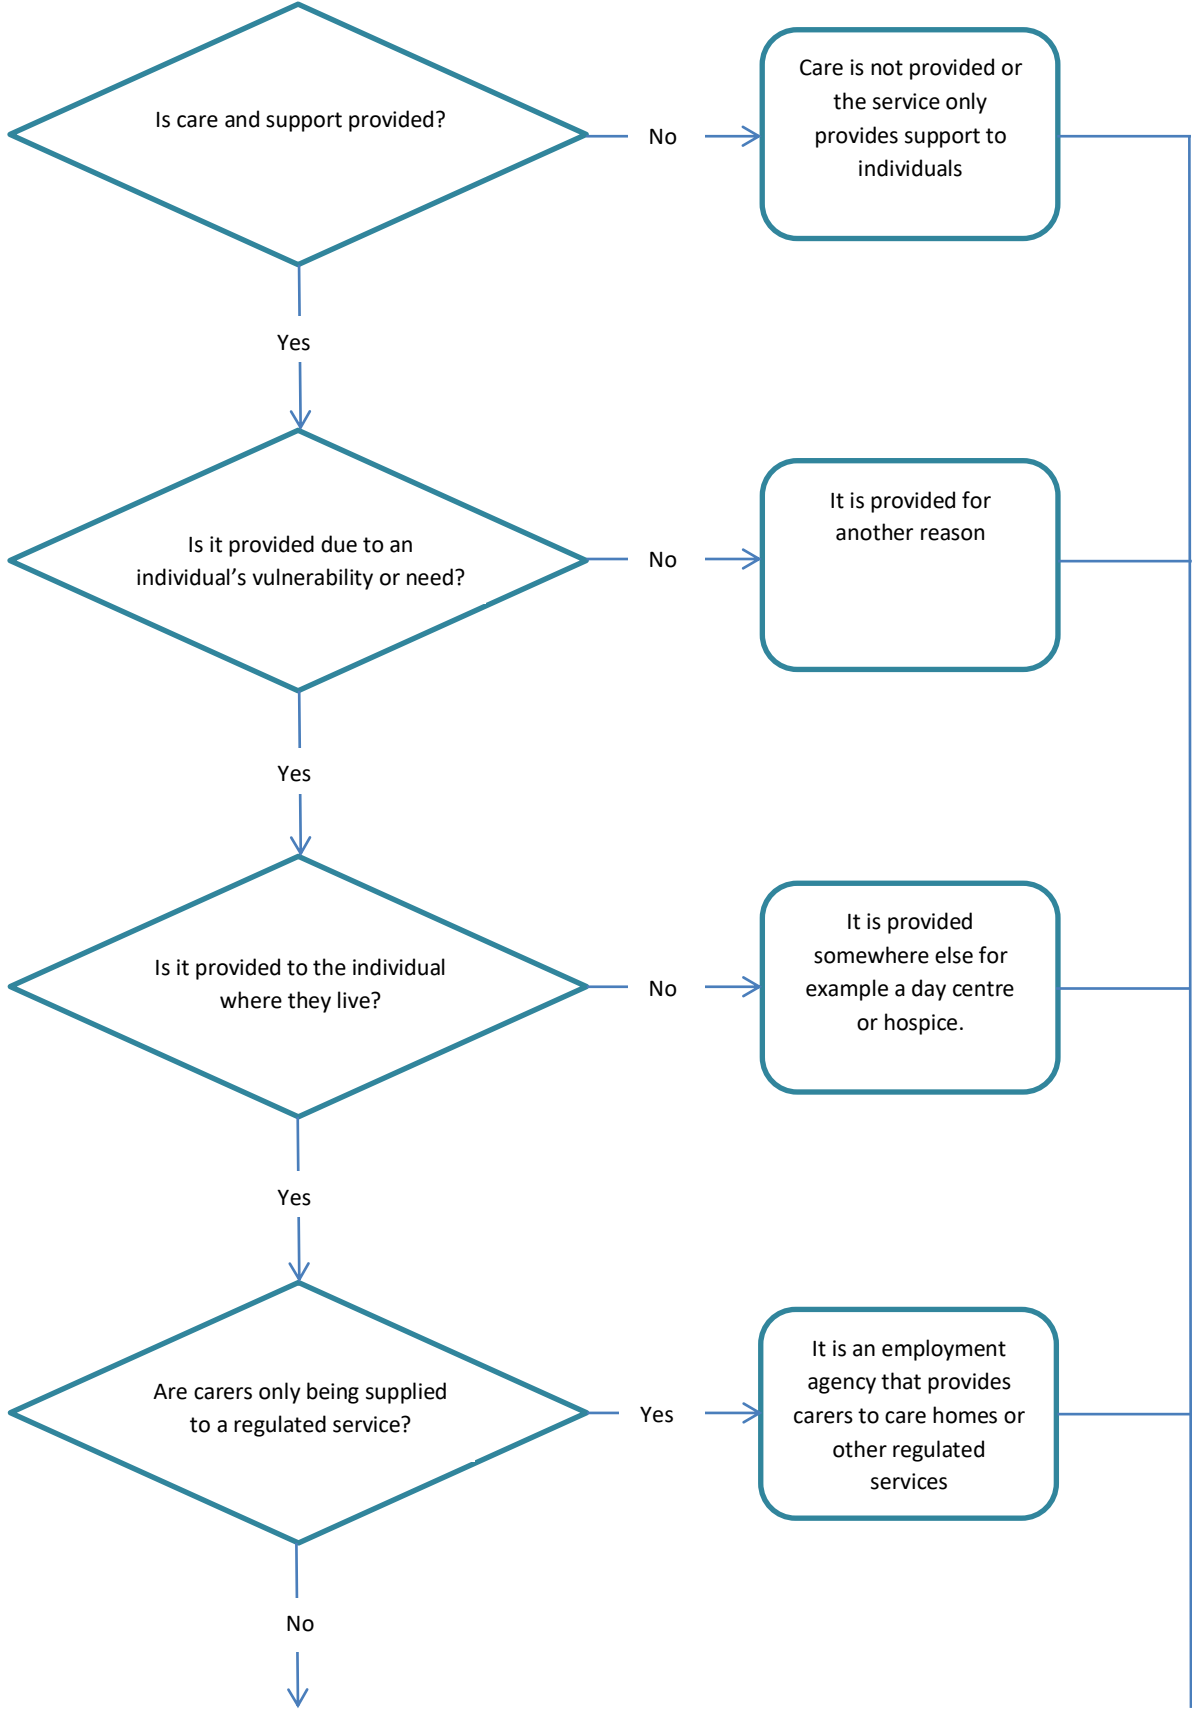 Is care and support provided?
No
Care is not provided or
the service only
provides support to
individuals
Yes
Is it provided due to an
individual’s vulnerability or need?
No
It is provided for
another reason
Yes
Is it provided to the individual
where they live?
No
It is provided
somewhere else for
example a day centre
or hospice.
Yes
Are carers only being supplied
to a regulated service?
Yes
It is an employment
agency that provides
carers to care homes or
other regulated
services
No